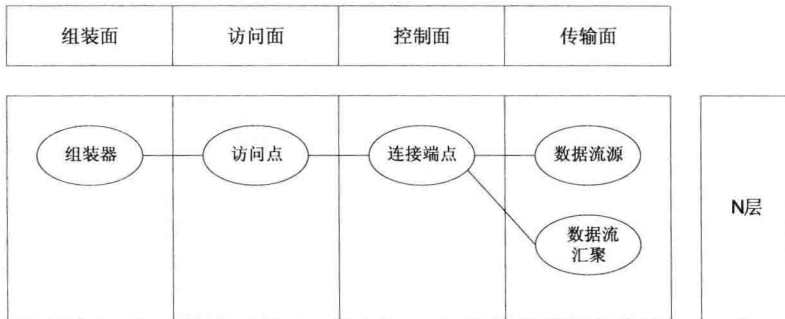 组装面
访问面
控制面
传输面
组装器
访问点
连接端点
数据流源
数据流
汇聚
N层